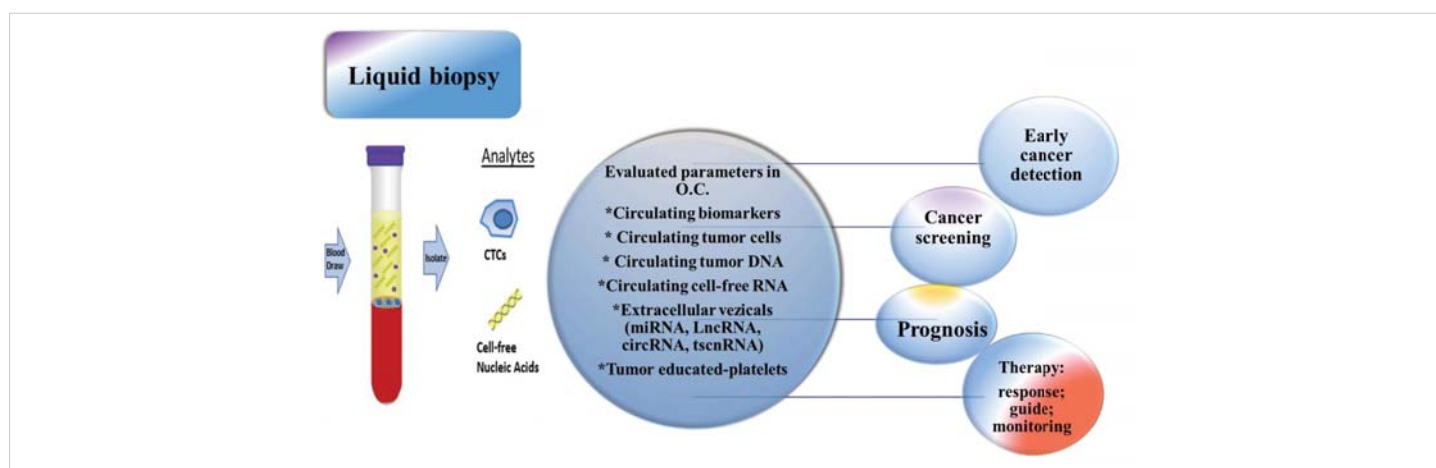 Liquid biopsy
Blood
Draw
Isolate
Analytes
CTCs
Cell-free
Nucleic Acids
Evaluated parameters in
O.C.
*Circulating biomarkers
* Circulating tumor cells
* Circulating tumor DNA
*Circulating cell-free RNA
*Extracellular vezicals
(miRNA, LncRNA,
circRNA, tscnRNA)
*Tumor educated-platelets
Early
cancer
detection
Cancer
screening
Prognosis
Therapy:
response;
guide;
monitoring